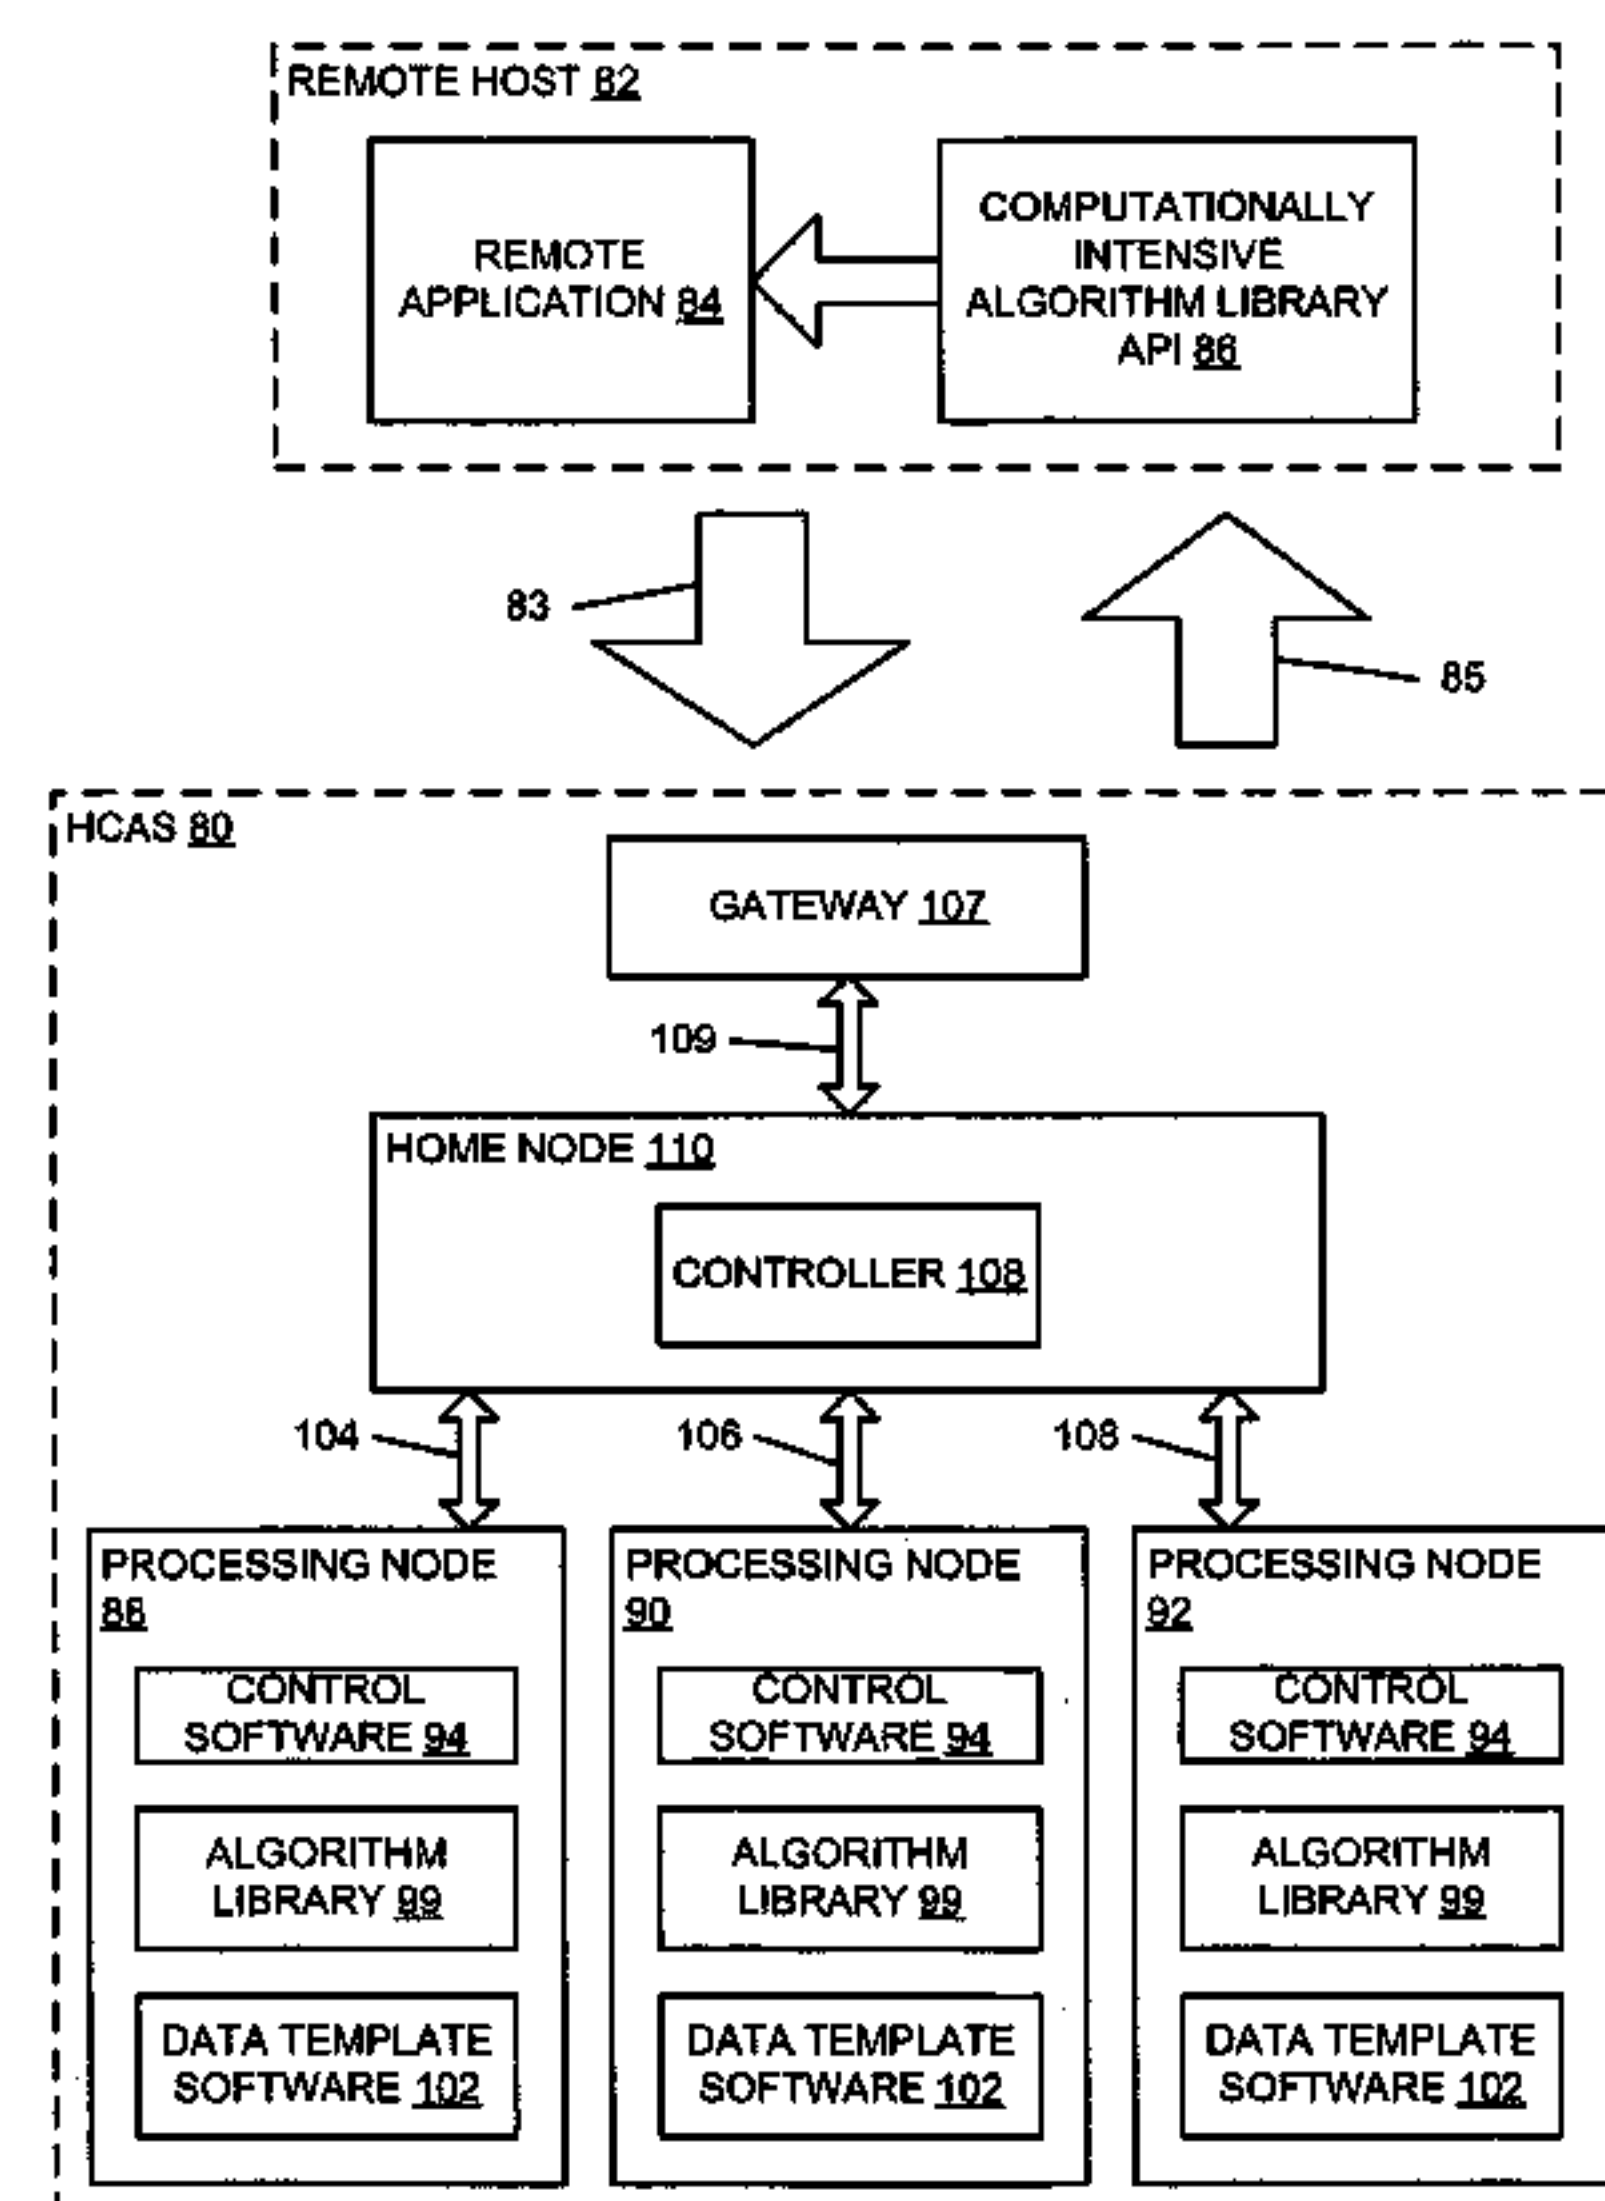 REMOTE HOST 82
REMOTE
APPLICATION 84
COMPUTATIONALLY
INTENSIVE
ALGORITHM LIBRARY
API 86
83
85
HCAS 80
GATEWAY 107
109
HOME NODE 110
CONTROLLER 108
104
106
108
PROCESSING NODE
88
CONTROL
SOFTWARE 94
ALGORITHM
LIBRARY 99
DATA TEMPLATE
SOFTWARE 102
PROCESSING NODE
90
CONTROL
SOFTWARE 94
ALGORITHM
LIBRARY 99
DATA TEMPLATE
SOFTWARE 102
PROCESSING NODE
92
CONTROL
SOFTWARE 94
ALGORITHM
LIBRARY 99
DATA TEMPLATE
SOFTWARE 102